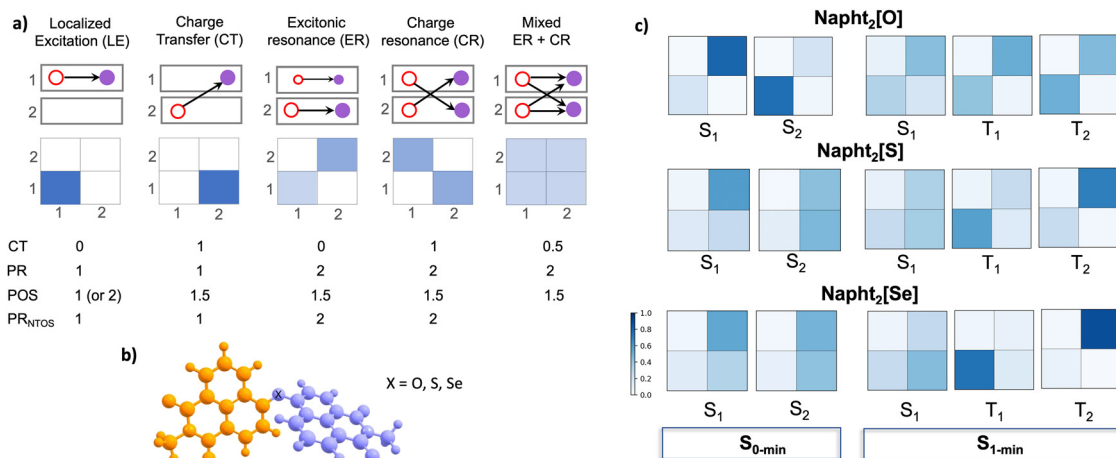 a)
Localized Excitation (LE)
Charge Transfer (CT)
Excitonic resonance (ER)
Charge resonance (CR)
Mixed ER + CR
1
2
1
2
1
2
1
2
1
2
2
1
1 2
2
1
1 2
2
1
1 2
2
1
1 2
2
1
1 2
CT 0 1 0 1 0.5
PR 1 1 2 2 2
POS 1 (or 2) 1.5 1.5 1.5 1.5
PRNTOS 1 1 2 2
b)
X
X = O, S, Se
c)
Napht2[O]
S1 S2 S1 T1 T2
Napht2[S]
S1 S2 S1 T1 T2
Napht2[Se]
1.0
0.8
0.6
0.4
0.2
0.0
S1 S2 S1 T1 T2
S0-min S1-min